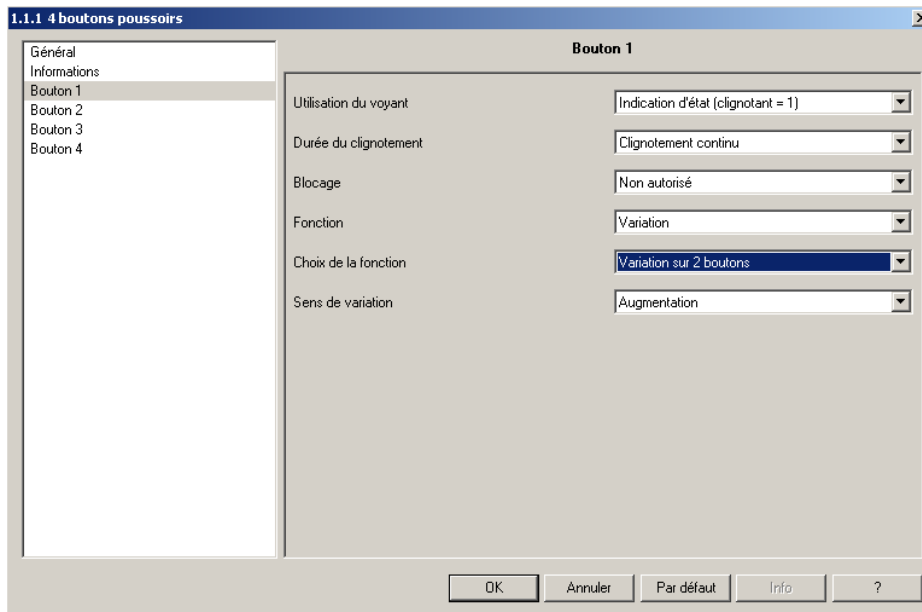 1.1.1 4 boutons poussoirs
Général
Informations
Bouton 1
Bouton 2
Bouton 3
Bouton 4
Bouton 1
Utilisation du voyant
Indication d'état (clignotant = 1)
Durée du clignotement
Clignotement continu
Blocage
Non autorisé
Fonction
Variation
Choix de la fonction
Variation sur 2 boutons
Sens de variation
Augmentation
OK
Annuler
Par défaut
Info
?